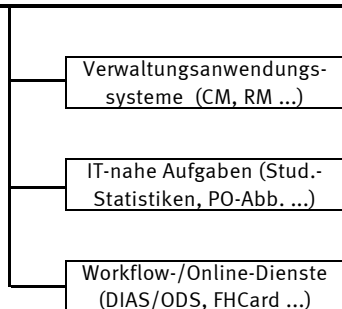 Verwaltungsanwendungs-
systeme (CM, RM ...)
IT-nahe Aufgaben (Stud.-
Statistiken, PO-Abb. ...)
Workflow-/Online-Dienste
(DIAS/ODS, FHCard ...)